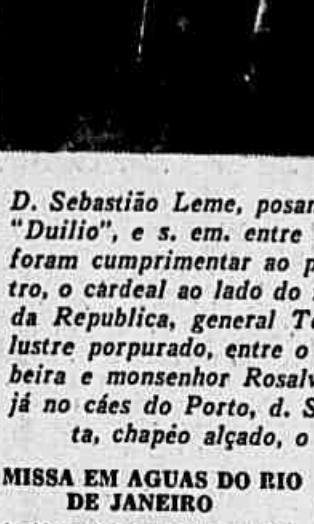 D. Sebastião Leme, posar
"Duilio", e s. em. entre
foram cumprimentar ao p
tro, o cardeal ao lado do
da Republica, general T
lustre porpurado, entre o
beira e monsenhor Rosalv
já no cáes do Porto, d. S
ta, chapéo alçado, o
MISSA EM AGUAS DO RIO
DE JANEIRO